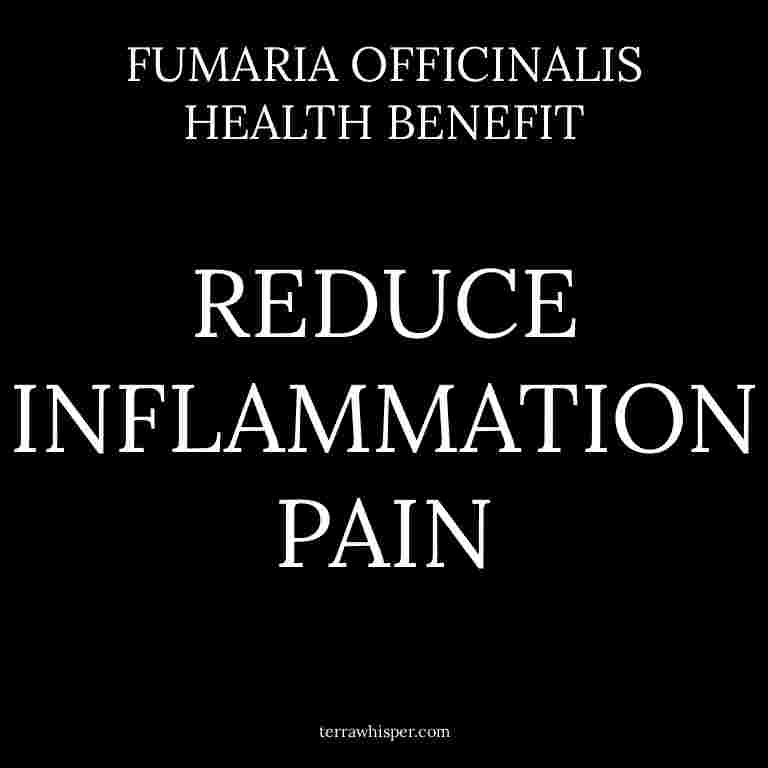 FUMARIA OFFICINALIS
HEALTH BENEFIT
REDUCE
INFLAMMATION
PAIN
terrawhisper.com